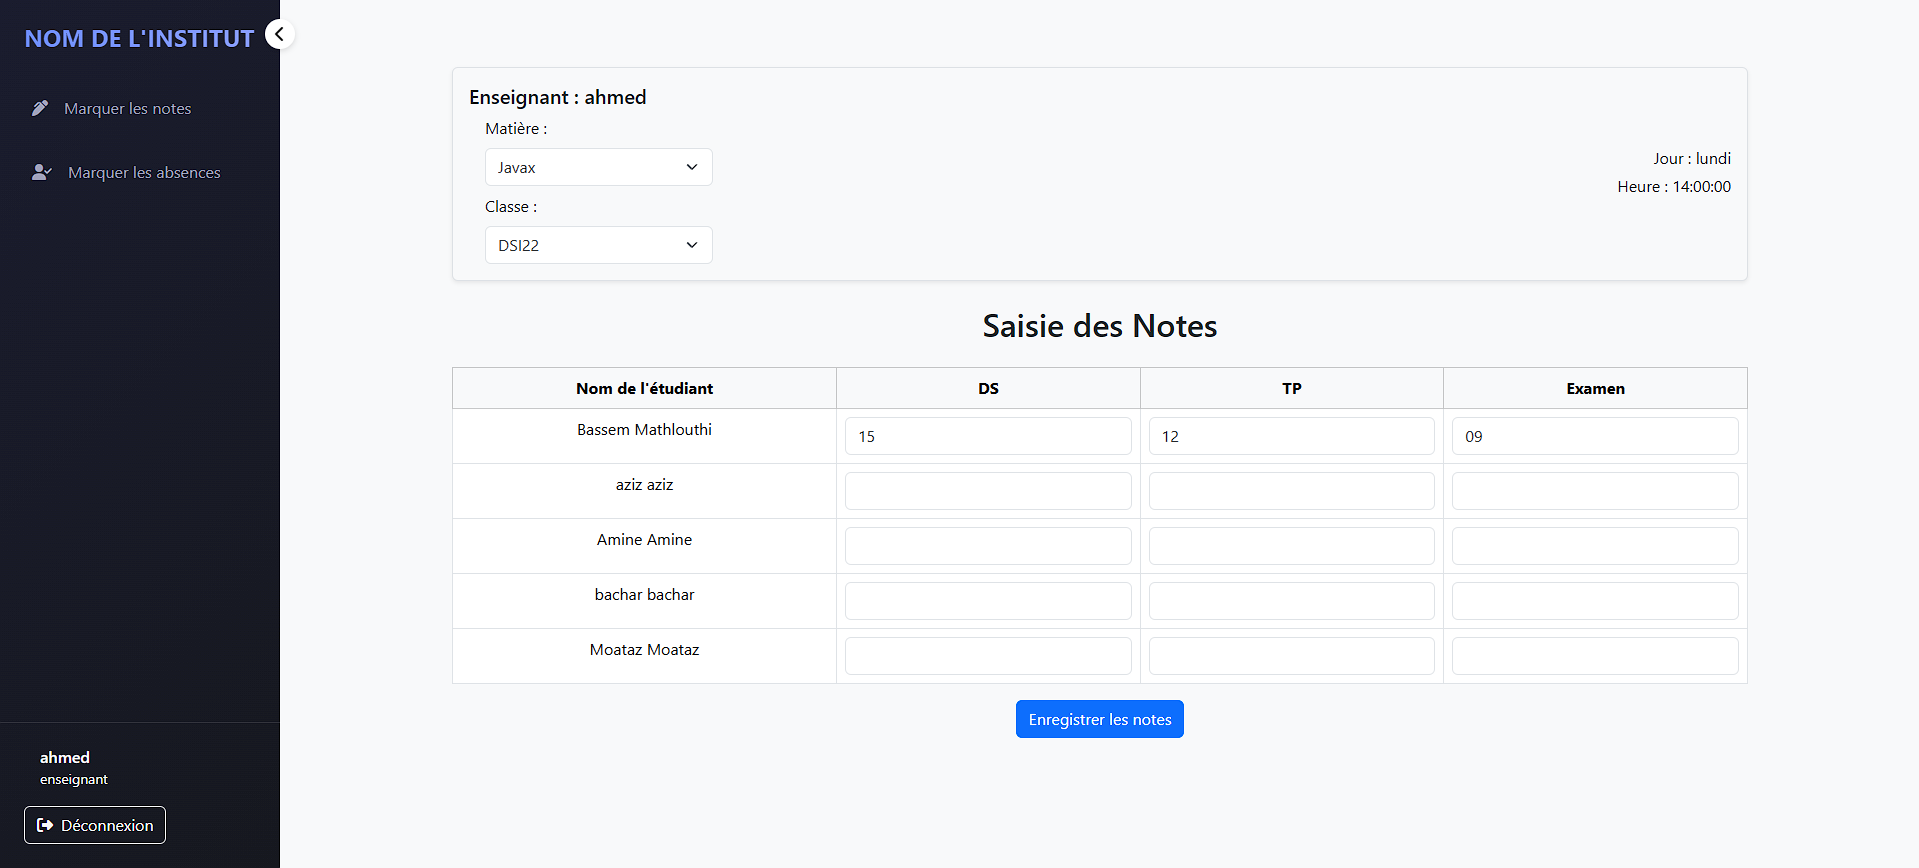 NOM DE L'INSTITUT
Marquer les notes
Marquer les absences
ahmed
enseignant
Déconnexion
Enseignant : ahmed
Matière :
Javax
Classe :
DSI22
Jour : lundi
Heure : 14:00:00
Saisie des Notes
Nom de l'étudiant DS TP Examen
Bassem Mathlouthi 15 12 09
aziz aziz
Amine Amine
bachar bachar
Moataz Moataz
Enregistrer les notes